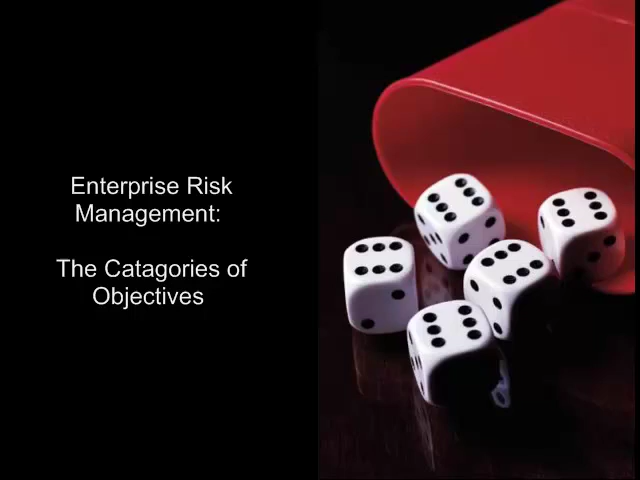 Enterprise Risk
Management:
The Catagories of
Objectives